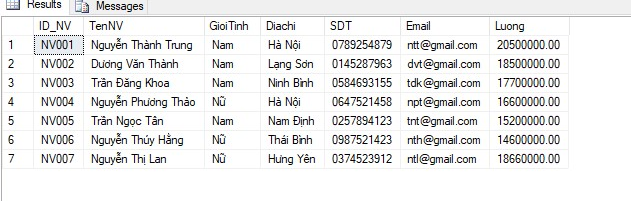 Results Messages
ID_NV TenNV GioiTinh Diachi SDT Email Luong
1 NV001 Nguyễn Thành Trung Nam Hà Nội 0789254879 ntt@gmail.com 20500000.00
2 NV002 Dương Văn Thành Nam Lạng Sơn 0145287963 dvt@gmail.com 18500000.00
3 NV003 Trần Đăng Khoa Nam Ninh Bình 0584693155 tdk@gmail.com 17700000.00
4 NV004 Nguyễn Phương Thảo Nữ Hà Nội 0647521458 npt@gmail.com 16600000.00
5 NV005 Trần Ngọc Tân Nam Nam Định 0257894123 tnt@gmail.com 15200000.00
6 NV006 Nguyễn Thúy Hằng Nữ Thái Bình 0987521423 nth@gmail.com 14600000.00
7 NV007 Nguyễn Thị Lan Nữ Hưng Yên 0374523912 ntl@gmail.com 18660000.00